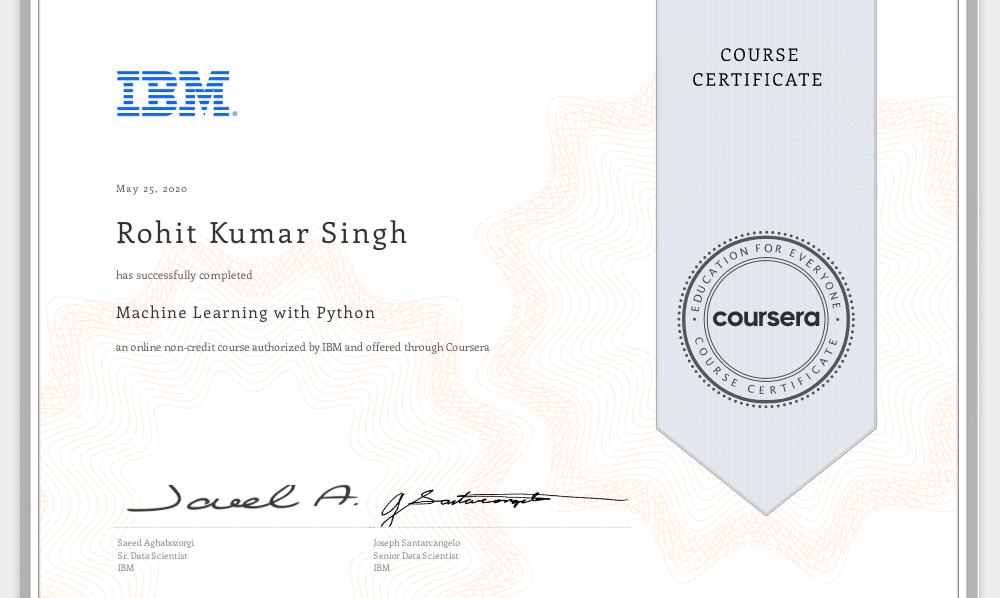 COURSE
CERTIFICATE
IBM®
May 25, 2020
Rohit Kumar Singh
has successfully completed
Machine Learning with Python
an online non-credit course authorized by IBM and offered through Coursera
EDUCATION FOR EVERYONE
coursera
COURSE CERTIFICATE
Saeed Aghabozorgi
Sr. Data Scientist
IBM
Joseph Santarcangelo
Senior Data Scientist
IBM